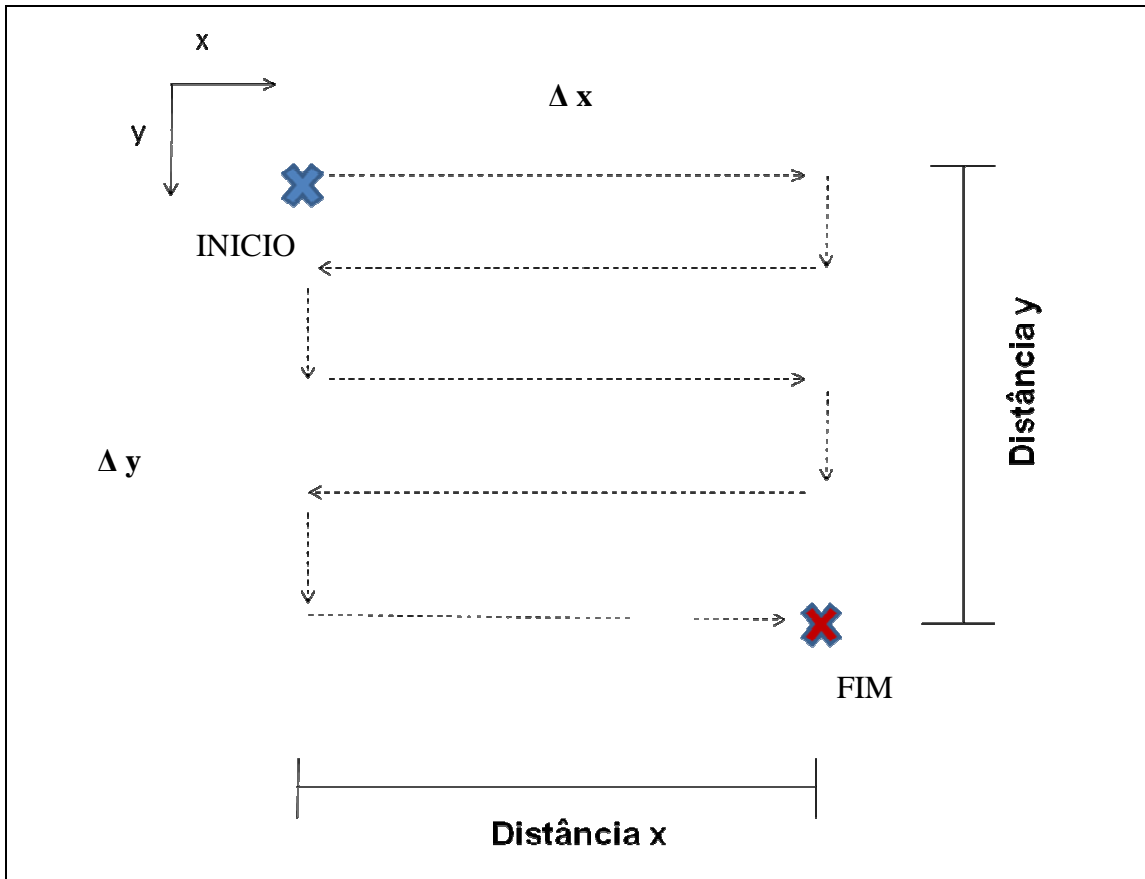 x
Δ x
y
INICIO
Distância y
Δ y
FIM
Distância x